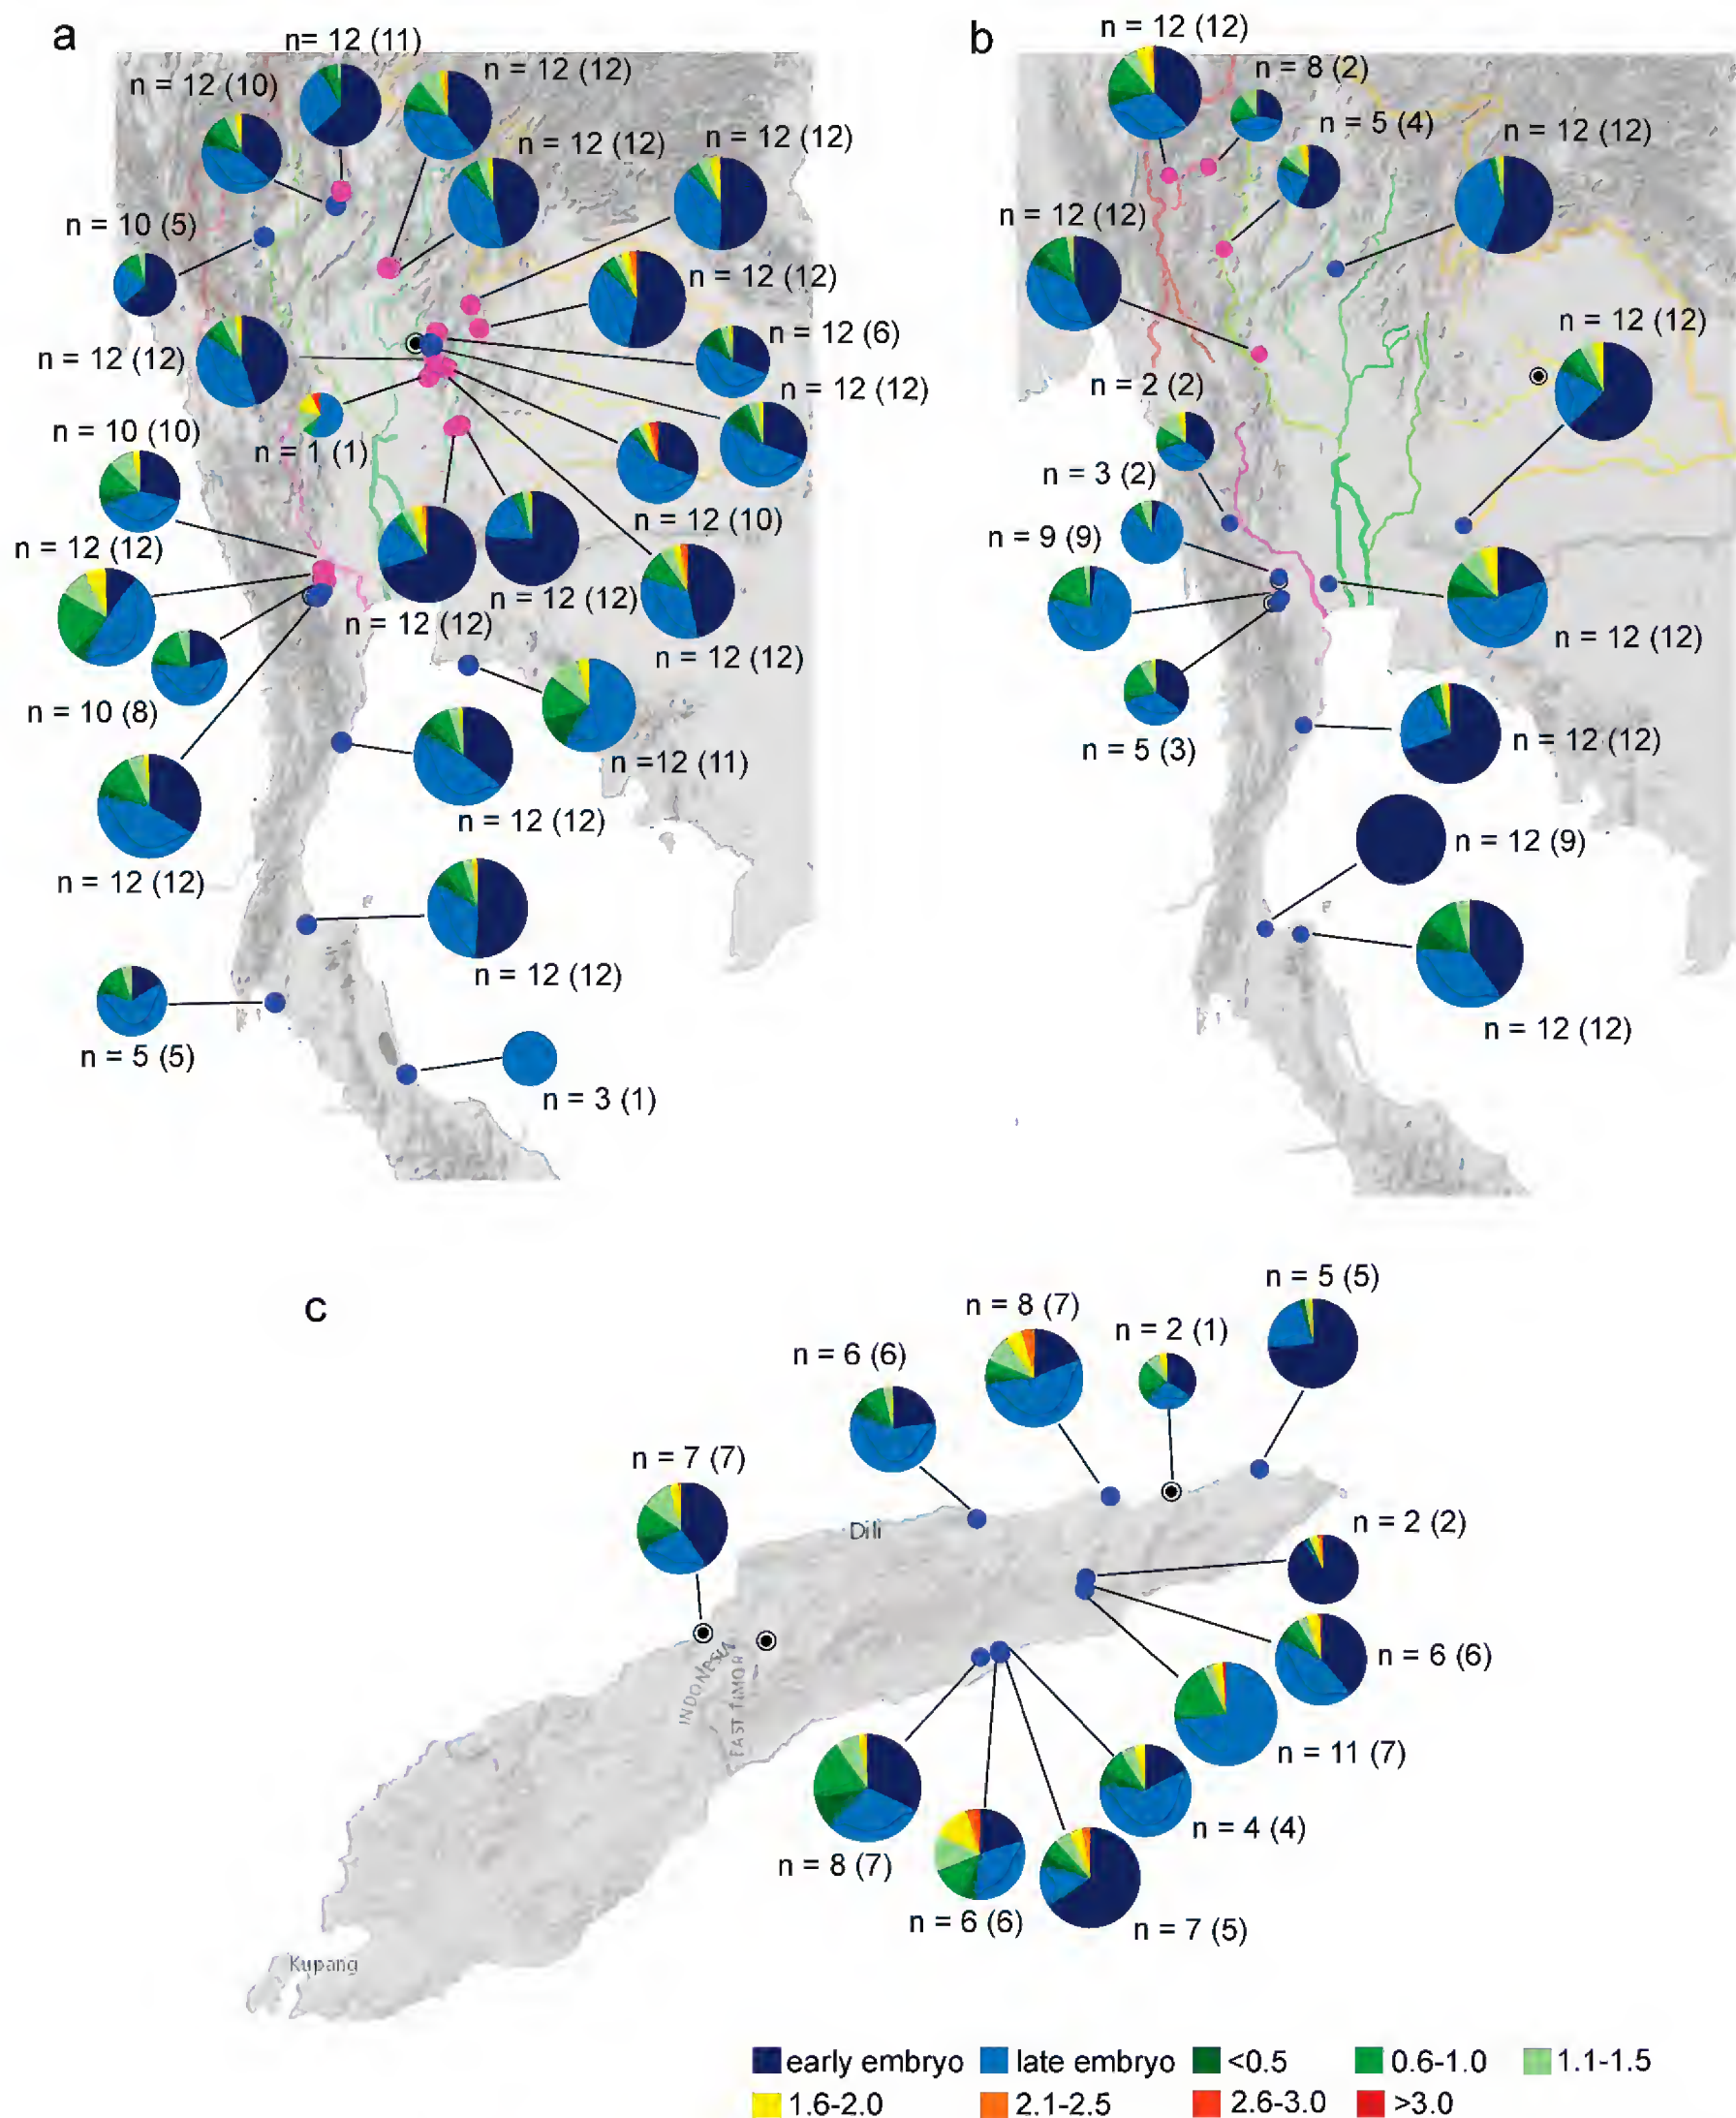 a
n= 12 (11)
n = 12 (12)
n = 12 (10)
n = 12 (12)
n = 12 (12)
n = 10 (5)
n = 12 (12)
n = 12 (6)
n = 12 (12)
n = 12 (12)
n = 1 (1)
n = 10 (10)
n = 12 (10)
n = 12 (12)
n = 12 (12)
n = 12 (12)
n = 12 (12)
n = 10 (8)
n =12 (11)
n = 12 (12)
n = 12 (12)
n = 12 (12)
n = 5 (5)
n = 3 (1)
b
n = 12 (12)
n = 8 (2)
n = 5 (4)
n = 12 (12)
n = 12 (12)
n = 12 (12)
n = 2 (2)
n = 3 (2)
n = 9 (9)
n = 12 (12)
n = 5 (3)
n = 12 (12)
n = 12 (9)
n = 12 (12)
c
n = 5 (5)
n = 8 (7)
n = 2 (1)
n = 6 (6)
n = 7 (7)
Dili
n = 2 (2)
INDONESIA
EAST TIMOR
n = 6 (6)
n = 11 (7)
n = 4 (4)
n = 8 (7)
n = 6 (6)
n = 7 (5)
Kupang
early embryo late embryo <0.5 0.6-1.0 1.1-1.5
1.6-2.0 2.1-2.5 2.6-3.0 >3.0